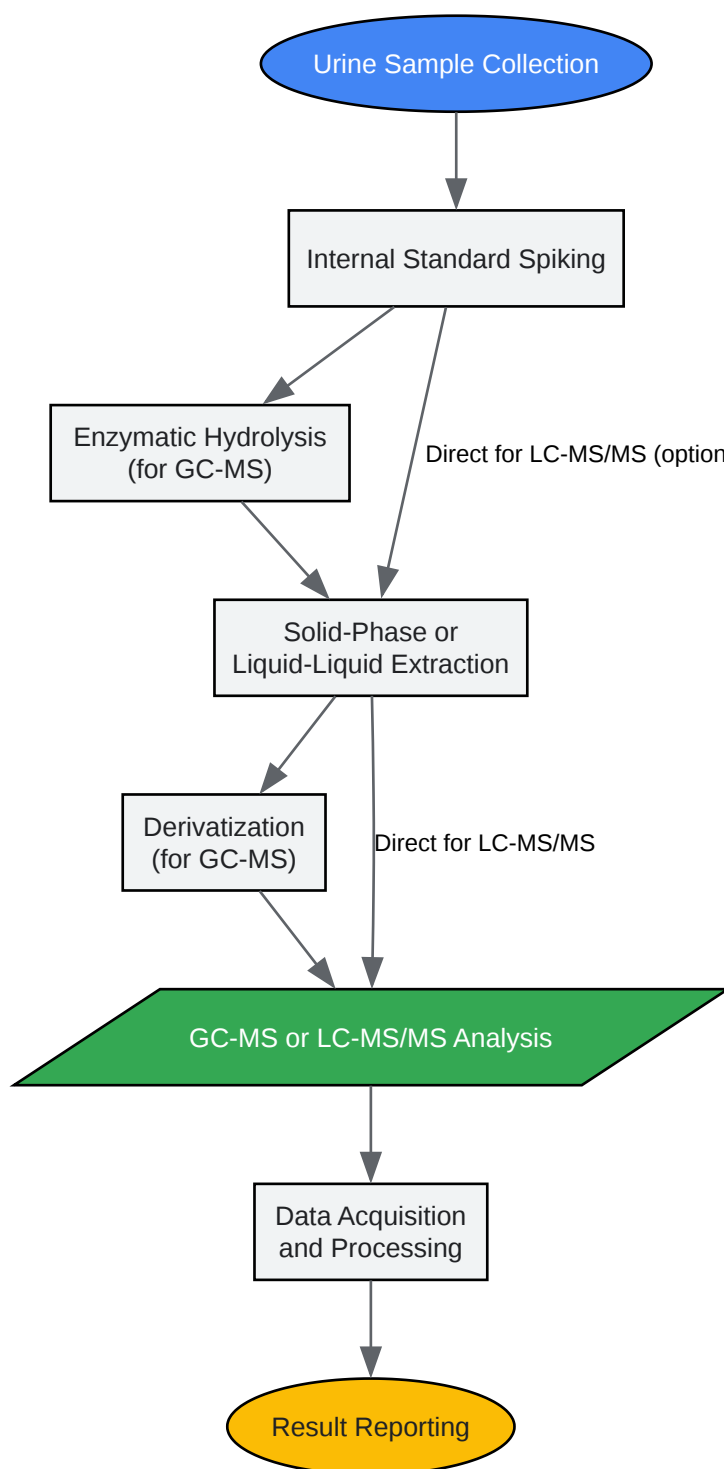 Urine Sample Collection
Internal Standard Spiking
Enzymatic Hydrolysis
(for GC-MS)
Direct for LC-MS/MS (option
Solid-Phase or
Liquid-Liquid Extraction
Derivatization
(for GC-MS)
Direct for LC-MS/MS
GC-MS or LC-MS/MS Analysis
Data Acquisition
and Processing
Result Reporting